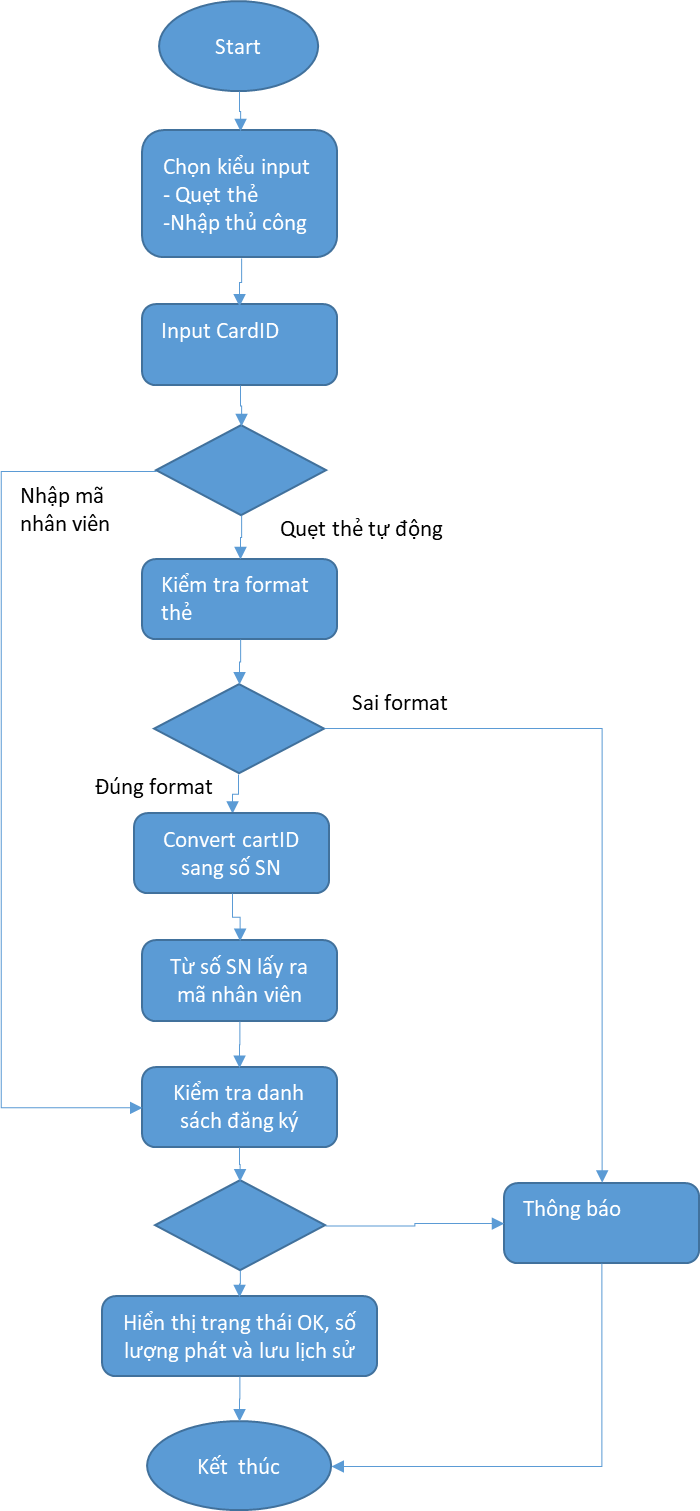 Start
Chọn kiểu input
- Quẹt thẻ
-Nhập thủ công
Input CardID
Nhập mã
nhân viên
Quẹt thẻ tự động
Kiểm tra format
thẻ
Sai format
Đúng format
Convert cartID
sang số SN
Từ số SN lấy ra
mã nhân viên
Kiểm tra danh
sách đăng ký
Thông báo
Hiển thị trạng thái OK, số
lượng phát và lưu lịch sử
Kết  thúc